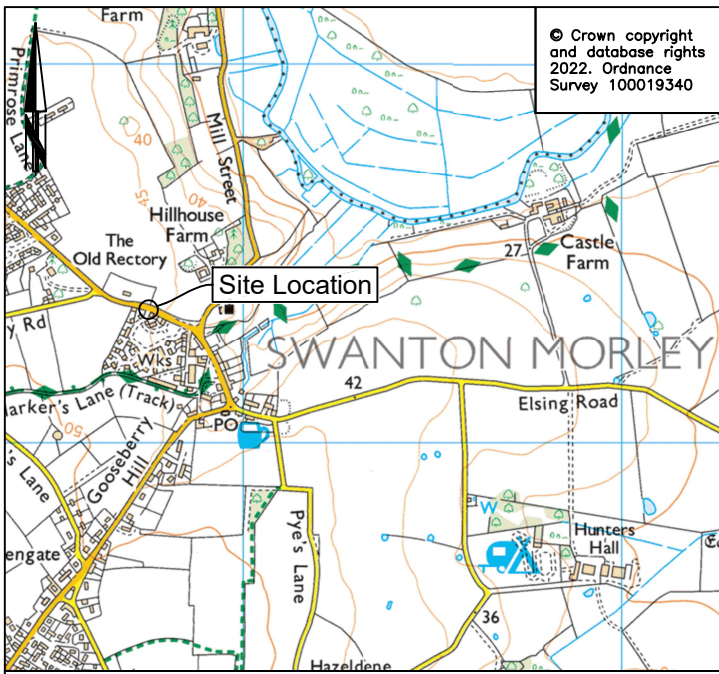 Farm
© Crown copyright
and database rights
2022. Ordnance
Survey 100019340
Primrose Lane
N
40
45
40
Mill Street
Hillhouse
Farm
The
Old Rectory
27
Castle
Farm
Site Location
y Rd
Wks
SWANTON MORLEY
42
Elsing Road
arker's Lane (Track)
PO
50
Gooseberry
Hill
's Lane
engate
Pye's Lane
W
Hunters
Hall
36
Hazeldene